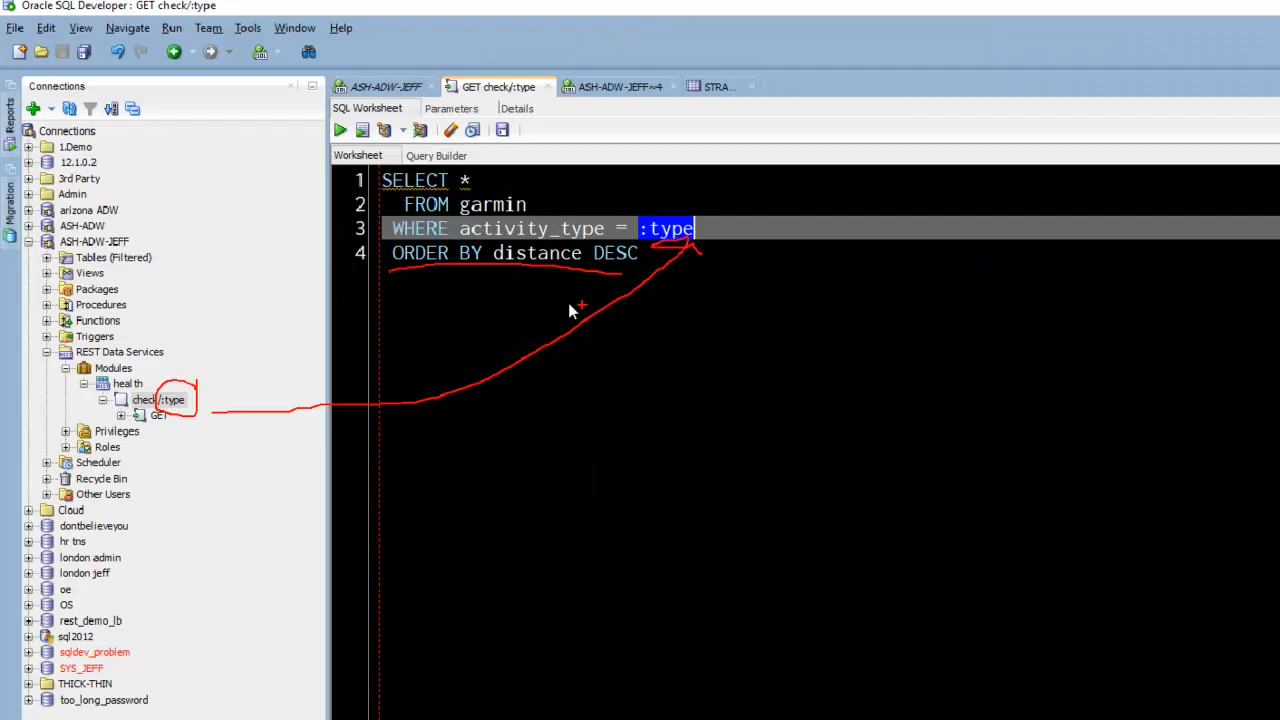 Oracle SQL Developer : GET check/:type
File Edit View Navigate Run Team Tools Window Help
Connections
Reports
Migration
Connections
1.Demo
12.1.0.2
3rd Party
Admin
arizona ADW
ASH-ADW
ASH-ADW-JEFF
Tables (Filtered)
Views
Packages
Procedures
Functions
Triggers
REST Data Services
Modules
health
check/:type
GET
Privileges
Roles
Scheduler
Recycle Bin
Other Users
Cloud
dontbelieveyou
hr tns
london admin
london jeff
oe
OS
rest_demo_lb
sql2012
sqldev_problem
SYS_JEFF
THICK-THIN
too_long_password
ASH-ADW-JEFF GET check/:type ASH-ADW-JEFF~4 STRA...
SQL Worksheet Parameters Details
Worksheet Query Builder
1 SELECT *
2 FROM garmin
3 WHERE activity_type = :type
4 ORDER BY distance DESC